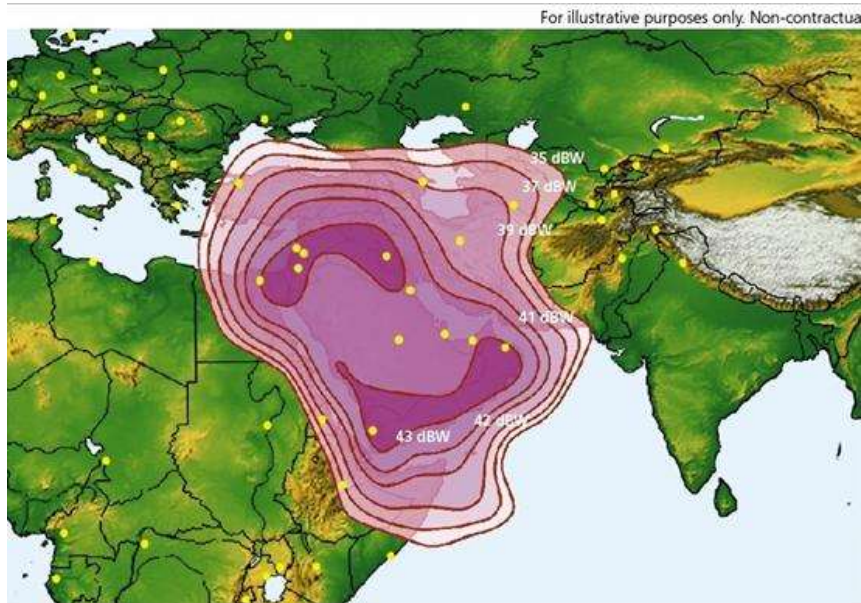 For illustrative purposes only. Non-contractua
35 dBW
37 dBW
39 dBW
41 dBW
42 dBW
43 dBW